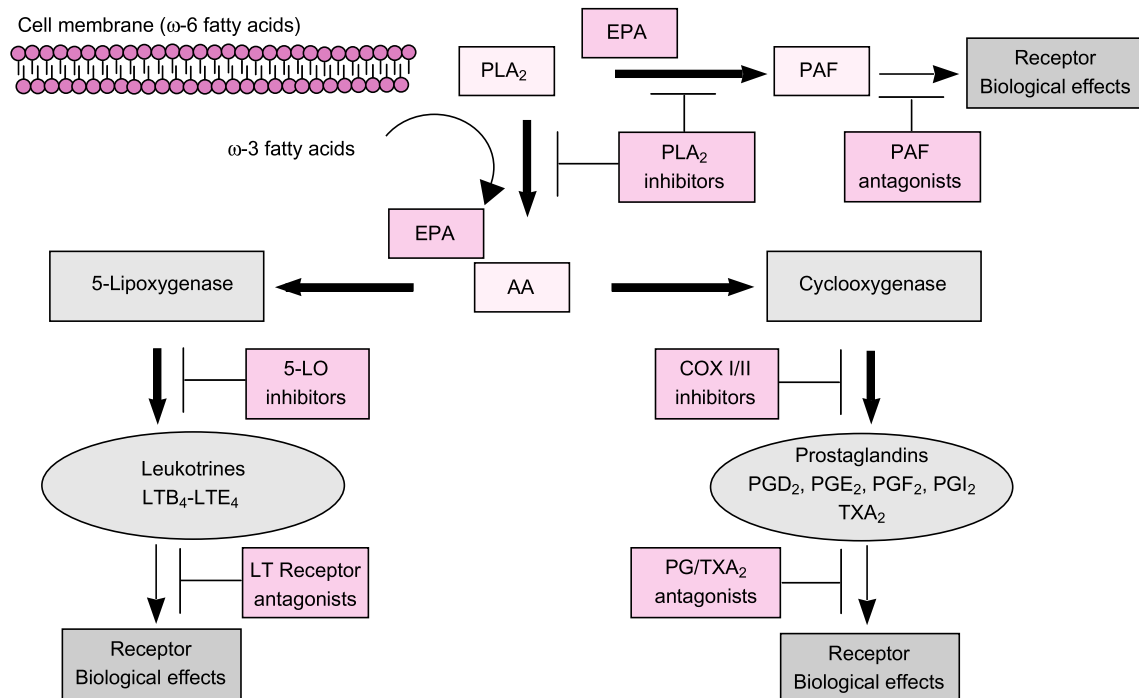 Cell membrane (ω-6 fatty acids)
EPA
PLA₂
PAF
Receptor
Biological effects
ω-3 fatty acids
PLA₂
inhibitors
PAF
antagonists
EPA
5-Lipoxygenase
AA
Cyclooxygenase
5-LO
inhibitors
COX I/II
inhibitors
Leukotrines
LTB₄-LTE₄
Prostaglandins
PGD₂, PGE₂, PGF₂, PGI₂
TXA₂
LT Receptor
antagonists
PG/TXA₂
antagonists
Receptor
Biological effects
Receptor
Biological effects